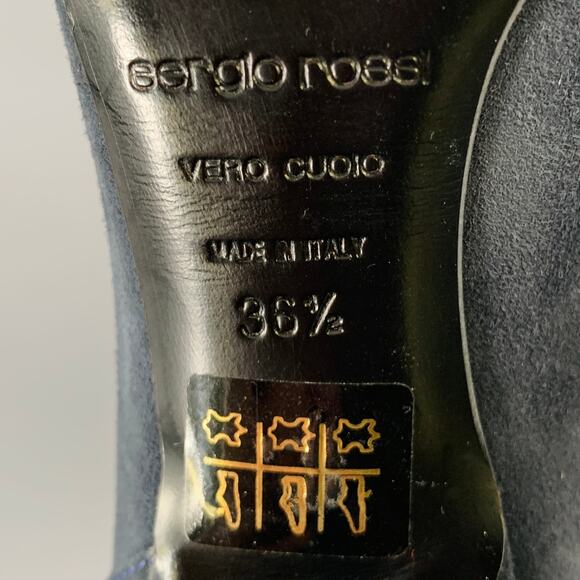 sergio rossi
VERO CUOIO
MADE IN ITALY
36½